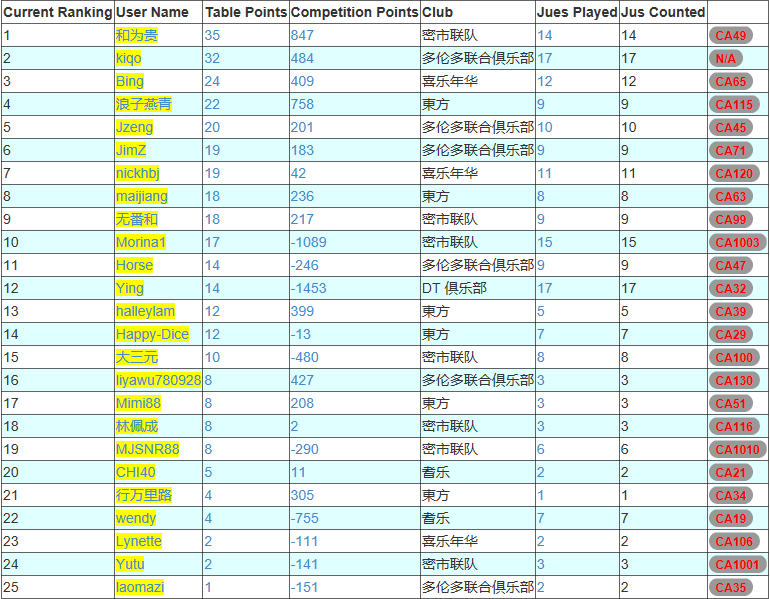 Current Ranking User Name Table Points Competition Points Club Jues Played Jus Counted
1 和为贵 35 847 密市联队 14 14 CA49
2 kiqo 32 484 多伦多联合俱乐部 17 17 N/A
3 Bing 24 409 喜乐年华 12 12 CA65
4 浪子燕青 22 758 東方 9 9 CA115
5 Jzeng 20 201 多伦多联合俱乐部 10 10 CA45
6 JimZ 19 183 多伦多联合俱乐部 9 9 CA71
7 nickhbj 19 42 喜乐年华 11 11 CA120
8 maijiang 18 236 東方 8 8 CA63
9 无番和 18 217 密市联队 9 9 CA99
10 Morina1 17 -1089 密市联队 15 15 CA1003
11 Horse 14 -246 多伦多联合俱乐部 9 9 CA47
12 Ying 14 -1453 DT 俱乐部 17 17 CA32
13 halleylam 12 399 東方 5 5 CA39
14 Happy-Dice 12 -13 東方 7 7 CA29
15 大三元 10 -480 密市联队 8 8 CA100
16 liyawu780928 8 427 多伦多联合俱乐部 3 3 CA130
17 Mimi88 8 208 東方 3 3 CA51
18 林佩成 8 2 密市联队 3 3 CA116
19 MJSNR88 8 -290 密市联队 6 6 CA1010
20 CHI40 5 11 耆乐 2 2 CA21
21 行万里路 4 305 東方 1 1 CA34
22 wendy 4 -755 耆乐 7 7 CA19
23 Lynette 2 -111 喜乐年华 2 2 CA106
24 Yutu 2 -141 密市联队 3 3 CA1001
25 laomazi 1 -151 多伦多联合俱乐部 2 2 CA35